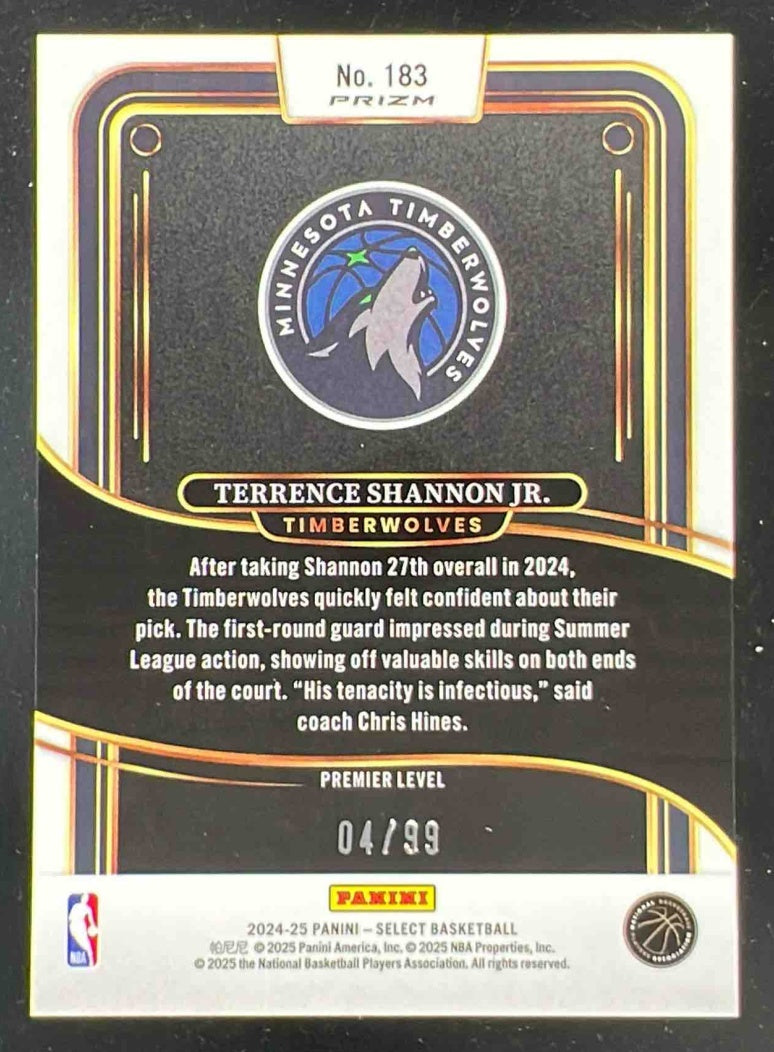 No. 183
PRIZM
MINNESOTA TIMBERWOLVES
TERRENCE SHANNON JR.
TIMBERWOLVES
After taking Shannon 27th overall in 2024,
the Timberwolves quickly felt confident about their
pick. The first-round guard impressed during Summer
League action, showing off valuable skills on both ends
of the court. “His tenacity is infectious,” said
coach Chris Hines.
PREMIER LEVEL
04/99
PANINI
2024-25 PANINI – SELECT BASKETBALL
帕尼尼 © 2025 Panini America, Inc. © 2025 NBA Properties, Inc.
© 2025 the National Basketball Players Association. All rights reserved.
NBA
NATIONAL BASKETBALL